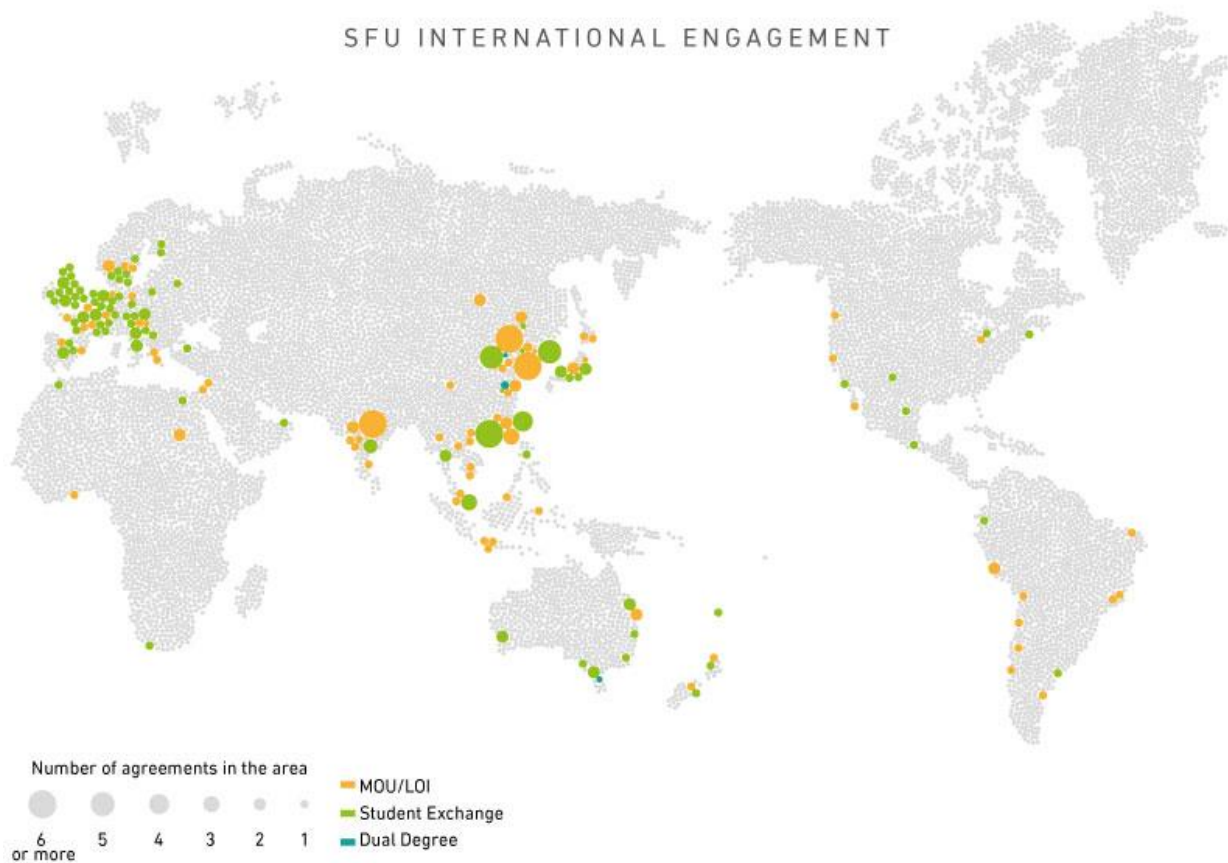 SFU INTERNATIONAL ENGAGEMENT
Number of agreements in the area
6 5 4 3 2 1
or more
MOU/LOI
Student Exchange
Dual Degree